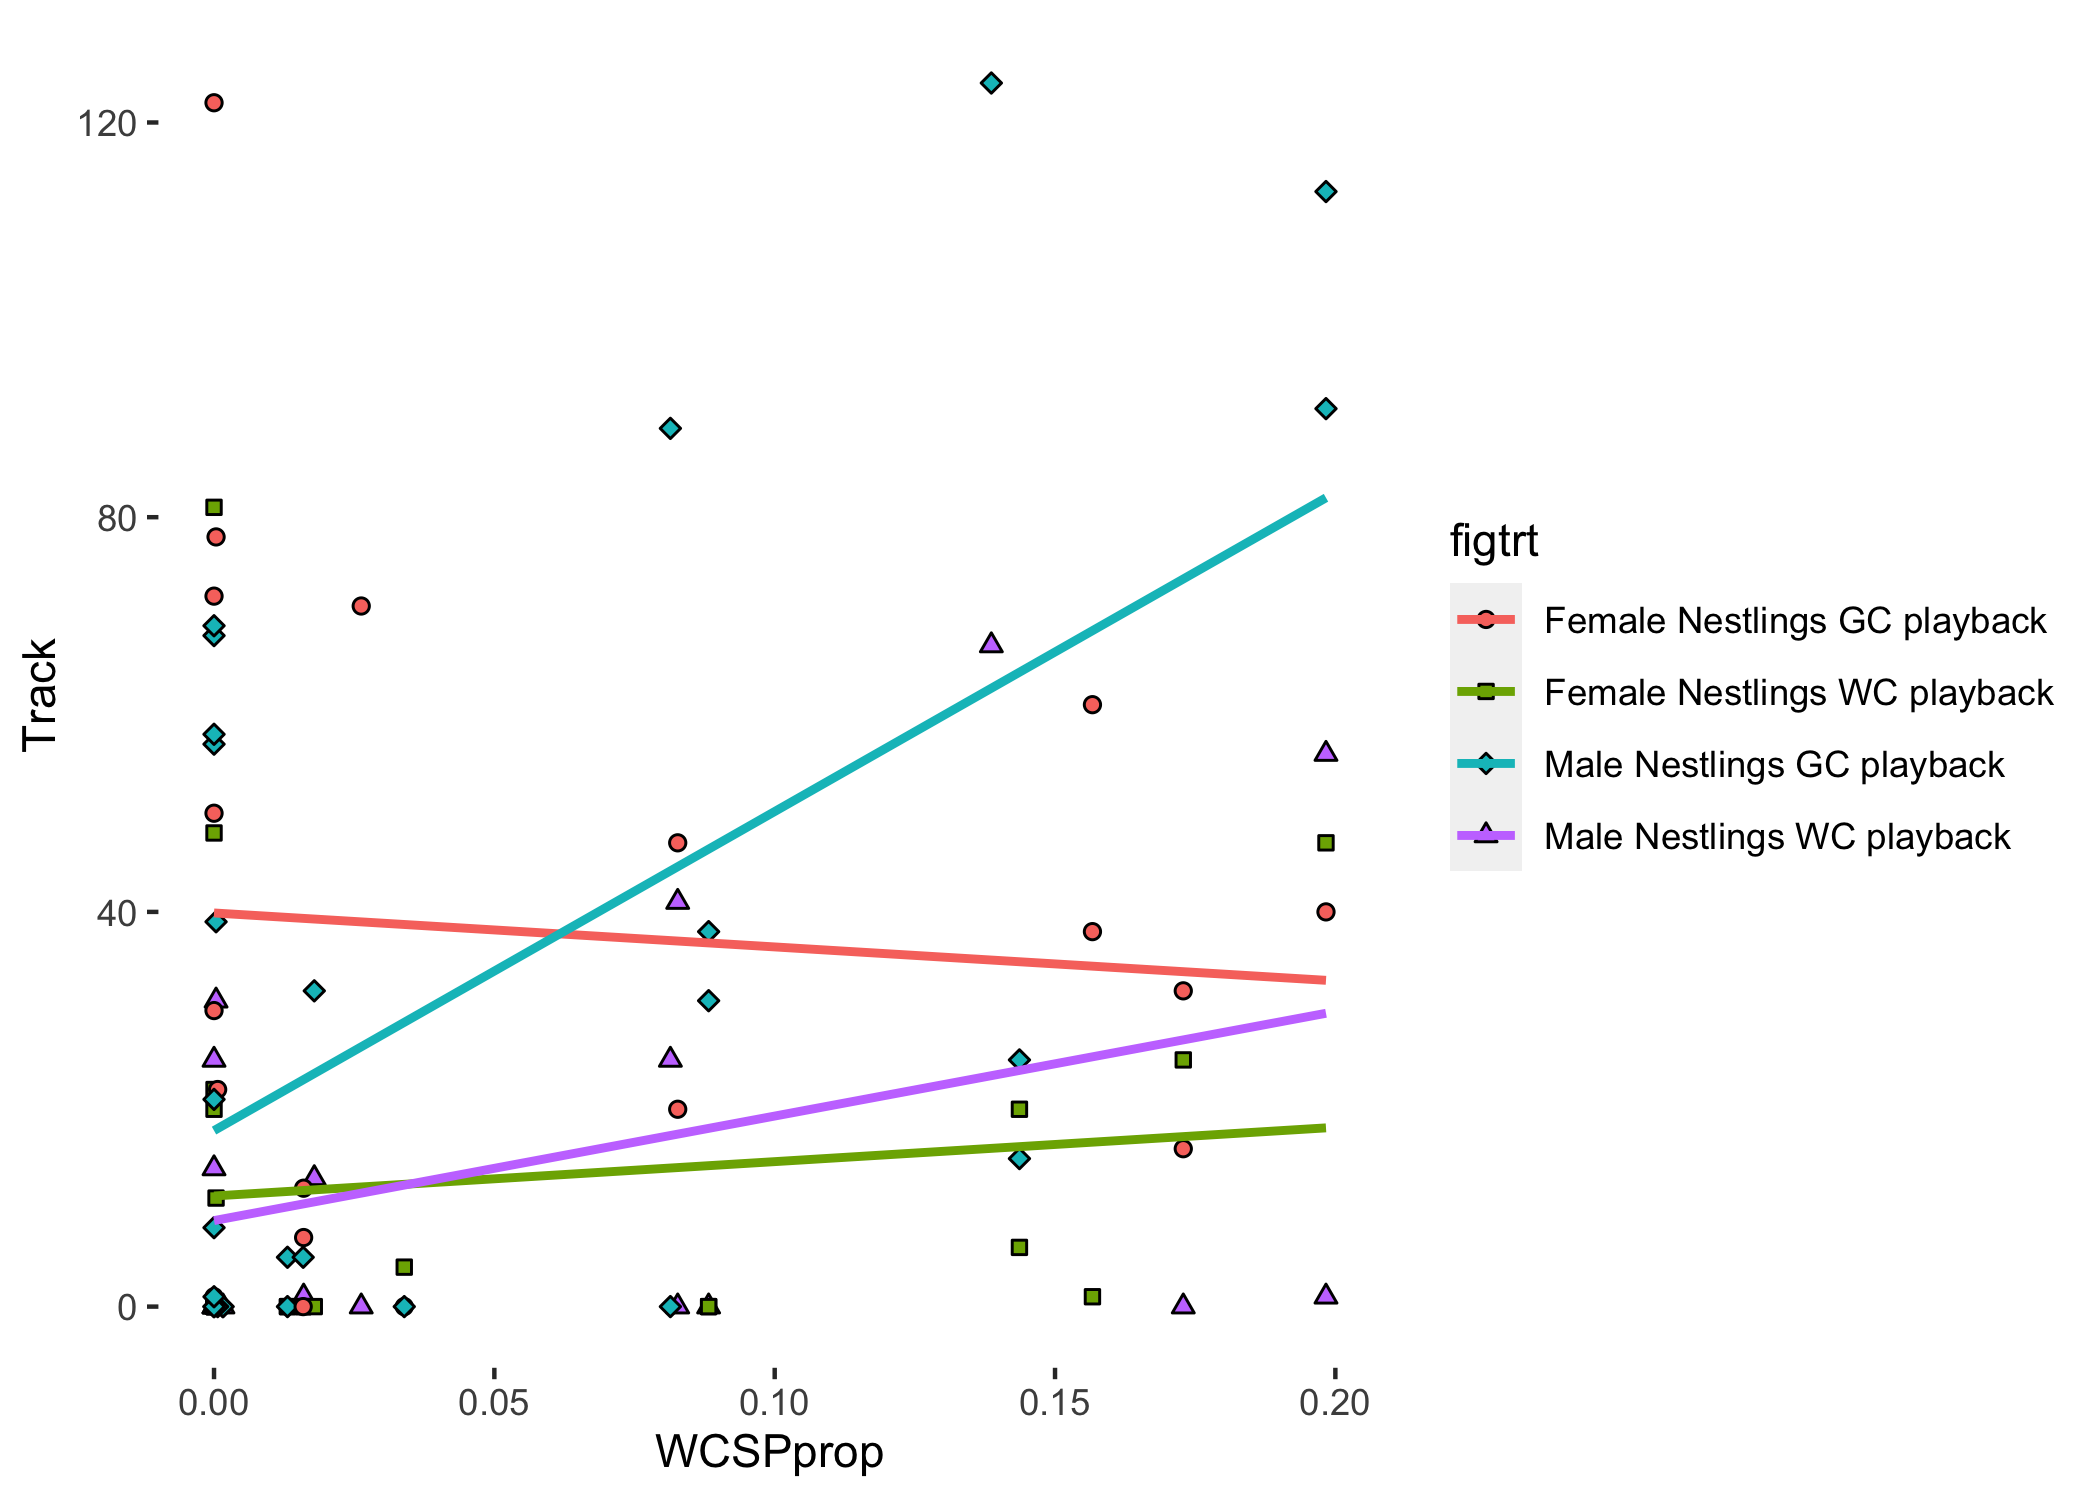 120
80
40
0
Track
0.00 0.05 0.10 0.15 0.20
WCSPprop
figtrt
Female Nestlings GC playback
Female Nestlings WC playback
Male Nestlings GC playback
Male Nestlings WC playback